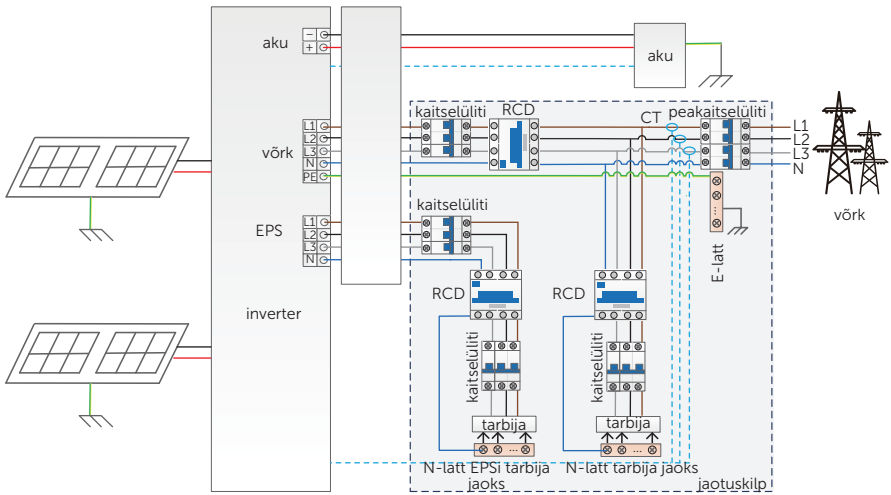 aku
−
+
aku
kaitselüliti
RCD
CT
peakaitselüliti
võrk
L1
L2
L3
N
PE
L1
L2
L3
N
võrk
E-latt
...
EPS
L1
L2
L3
N
kaitselüliti
inverter
RCD
RCD
kaitselüliti
kaitselüliti
tarbija
tarbija
...
...
N-latt EPSi tarbija
jaoks
N-latt tarbija jaoks
jaotuskilp